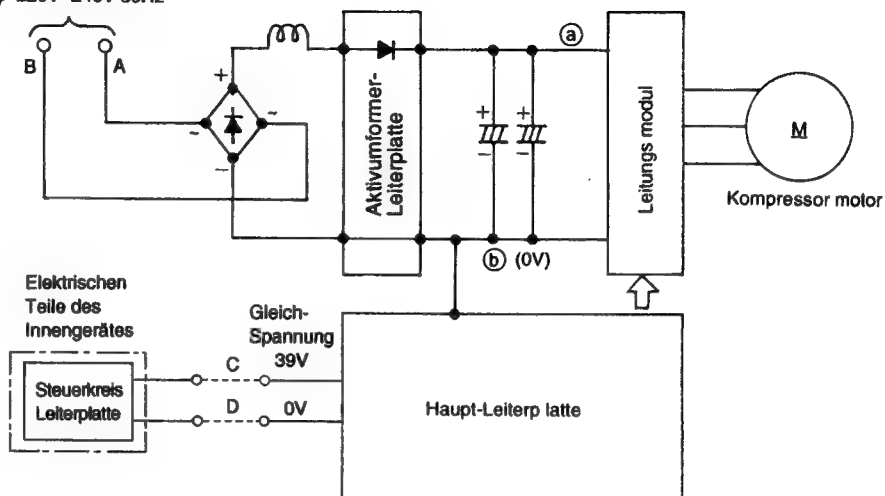 B
A
+
~
~
−
Aktivumformer-
Leiterplatte
+
−
+
−
ⓐ
ⓑ (0V)
Leitungs modul
M
Kompressor motor
Elektrischen
Teile des
Innengerätes
Steuerkreis
Leiterplatte
C
D
Gleich-
Spannung
39V
0V
Haupt-Leiterp latte